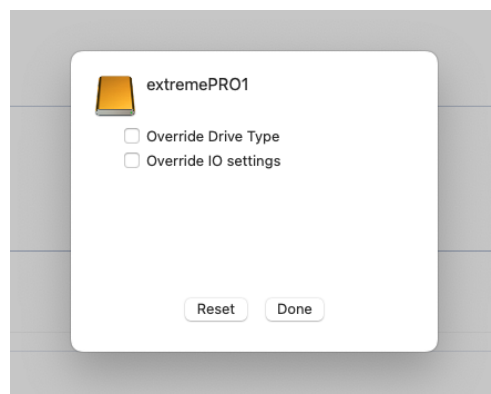 extremePRO1
Override Drive Type
Override IO settings
Reset Done